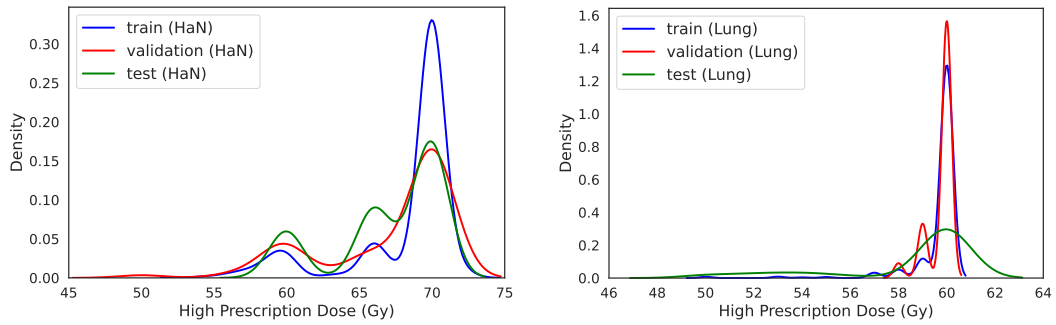 train (HaN)
validation (HaN)
test (HaN)
Density
0.30
0.25
0.20
0.15
0.10
0.05
0.00
45 50 55 60 65 70 75
High Prescription Dose (Gy)
train (Lung)
validation (Lung)
test (Lung)
Density
1.6
1.4
1.2
1.0
0.8
0.6
0.4
0.2
0.0
46 48 50 52 54 56 58 60 62 64
High Prescription Dose (Gy)